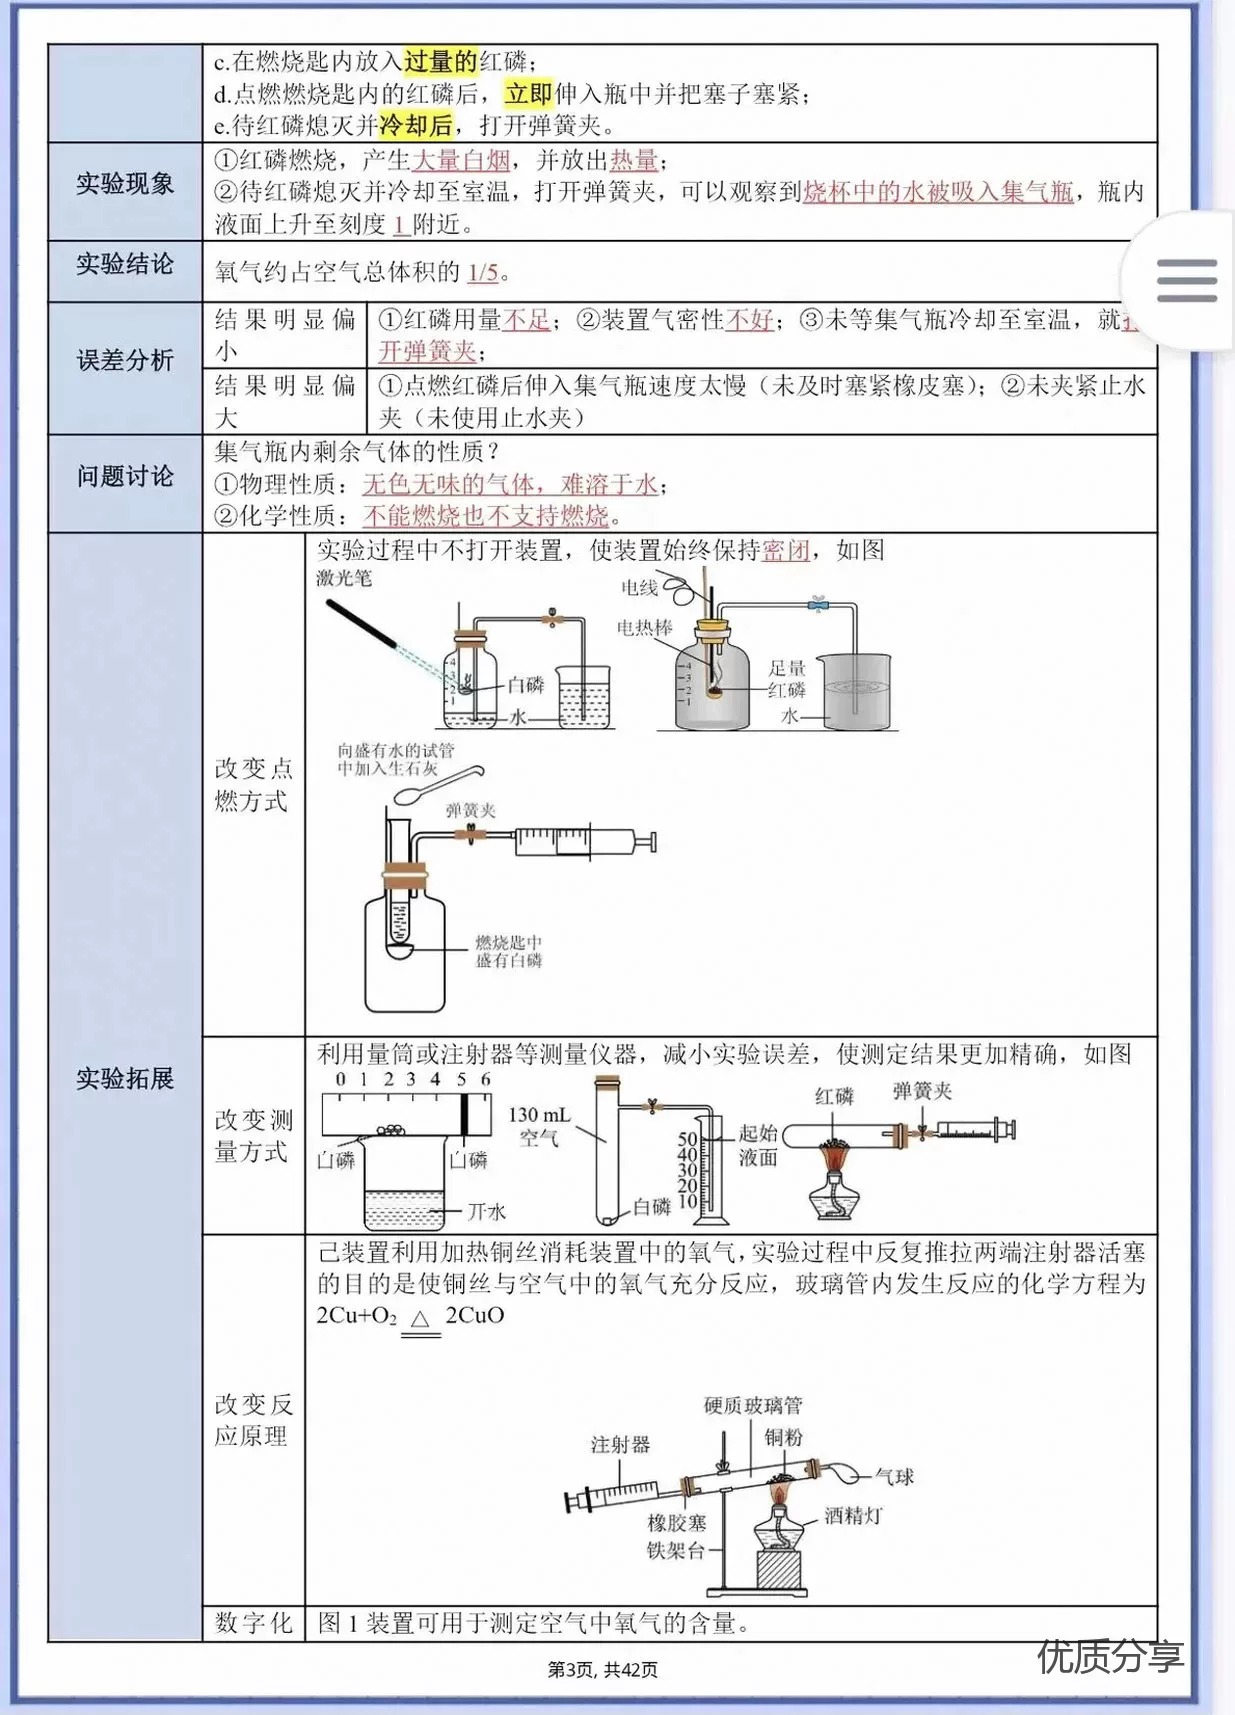 c.在燃烧匙内放入过量的红磷；
d.点燃燃烧匙内的红磷后，立即伸入瓶中并把塞子塞紧；
e.待红磷熄灭并冷却后，打开弹簧夹。
实验现象
①红磷燃烧，产生大量白烟，并放出热量；
②待红磷熄灭并冷却至室温，打开弹簧夹，可以观察到烧杯中的水被吸入集气瓶，瓶内
液面上升至刻度 1 附近。
实验结论
氧气约占空气总体积的 1/5。
误差分析
结果明显偏
小
①红磷用量不足；②装置气密性不好；③未等集气瓶冷却至室温，就打
开弹簧夹；
结果明显偏
大
①点燃红磷后伸入集气瓶速度太慢（未及时塞紧橡皮塞）；②未夹紧止水
夹（未使用止水夹）
问题讨论
集气瓶内剩余气体的性质？
①物理性质：无色无味的气体，难溶于水；
②化学性质：不能燃烧也不支持燃烧。
实验拓展
改变点
燃方式
实验过程中不打开装置，使装置始终保持密闭，如图
激光笔
4
3
2
1
白磷
水
电线
电热棒
4
3
2
1
足量
红磷
水
向盛有水的试管
中加入生石灰
弹簧夹
燃烧匙中
盛有白磷
改变测
量方式
利用量筒或注射器等测量仪器，减小实验误差，使测定结果更加精确，如图
0 1 2 3 4 5 6
白磷
白磷
开水
130 mL
空气
50
40
30
20
10
起始
液面
白磷
红磷
弹簧夹
改变反
应原理
己装置利用加热铜丝消耗装置中的氧气，实验过程中反复推拉两端注射器活塞
的目的是使铜丝与空气中的氧气充分反应，玻璃管内发生反应的化学方程为
2Cu+O₂ △ 2CuO
硬质玻璃管
铜粉
注射器
气球
橡胶塞
酒精灯
铁架台
数字化
图 1 装置可用于测定空气中氧气的含量。
第3页, 共42页
优质分享